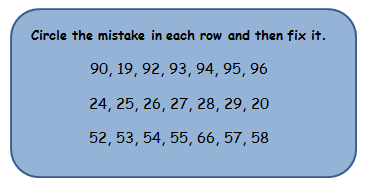 Circle the mistake in each row and then fix it.
90, 19, 92, 93, 94, 95, 96
24, 25, 26, 27, 28, 29, 20
52, 53, 54, 55, 66, 57, 58